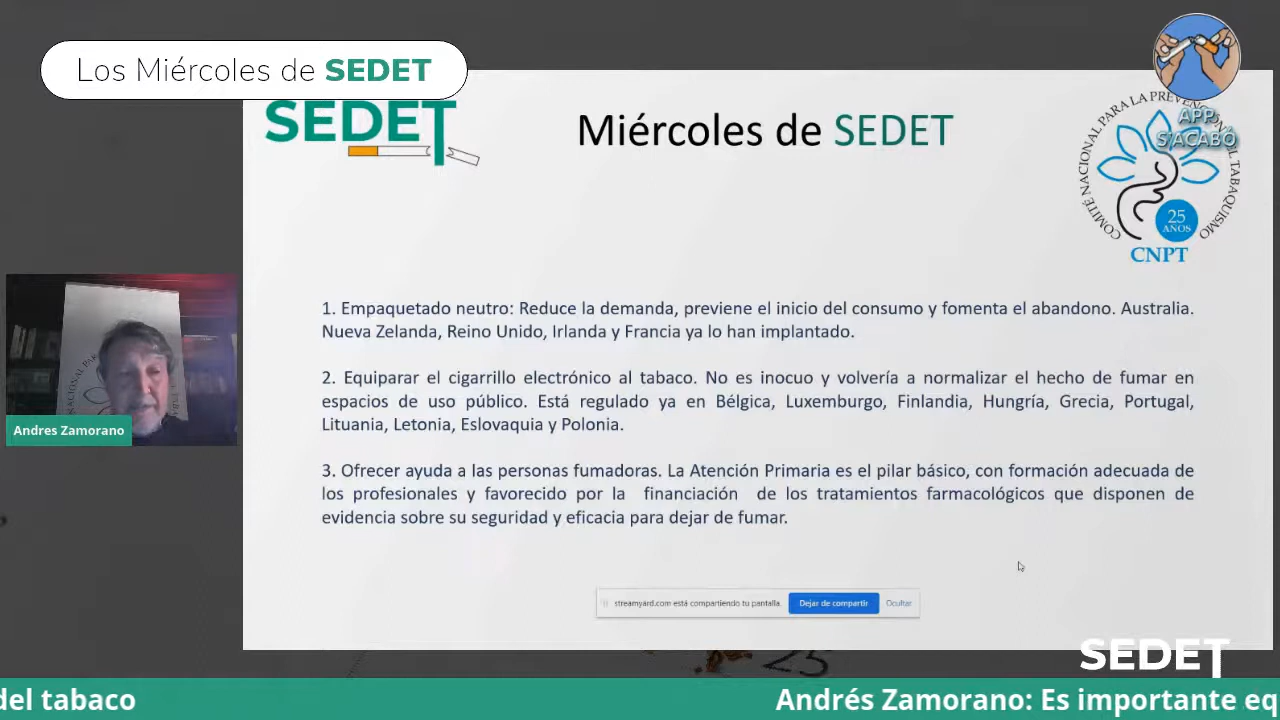 Los Miércoles de SEDET
SEDET
Miércoles de SEDET
APP
S'ACABÓ
COMITÉ NACIONAL PARA LA PREVENCIÓN DEL TABAQUISMO
25
AÑOS
CNPT
1. Empaquetado neutro: Reduce la demanda, previene el inicio del consumo y fomenta el abandono. Australia.
Nueva Zelanda, Reino Unido, Irlanda y Francia ya lo han implantado.
2. Equiparar el cigarrillo electrónico al tabaco. No es inocuo y volvería a normalizar el hecho de fumar en
espacios de uso público. Está regulado ya en Bélgica, Luxemburgo, Finlandia, Hungría, Grecia, Portugal,
Lituania, Letonia, Eslovaquia y Polonia.
3. Ofrecer ayuda a las personas fumadoras. La Atención Primaria es el pilar básico, con formación adecuada de
los profesionales y favorecido por la financiación de los tratamientos farmacológicos que disponen de
evidencia sobre su seguridad y eficacia para dejar de fumar.
Andres Zamorano
streamyard.com está compartiendo tu pantalla.
Dejar de compartir
Ocultar
25
SEDET
del tabaco
Andrés Zamorano: Es importante eq